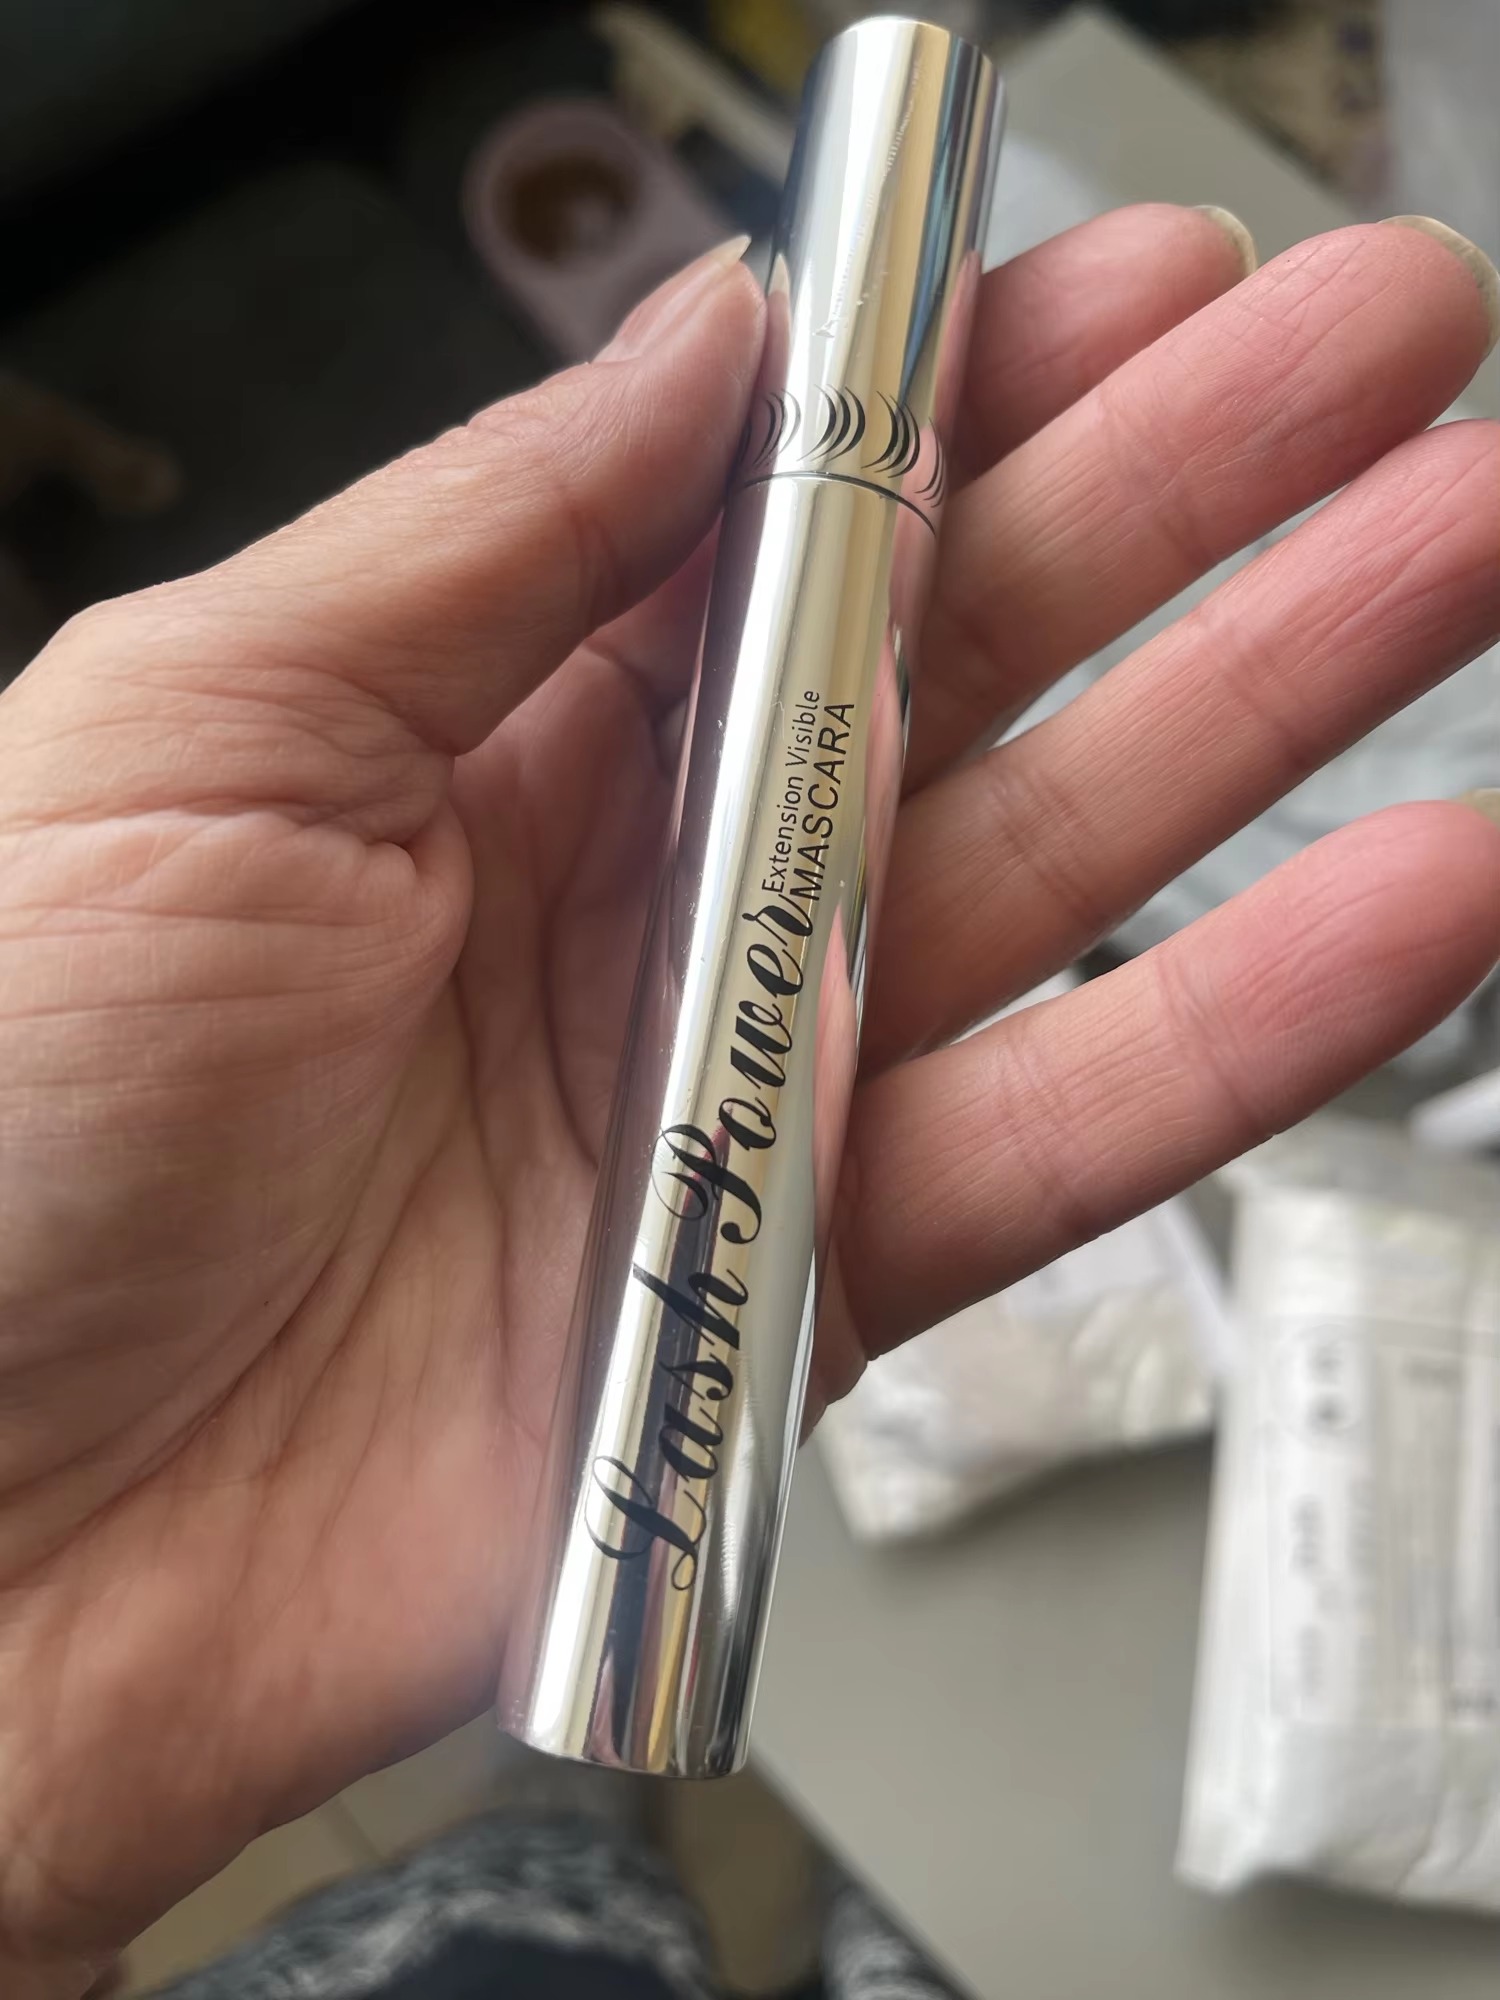 Lash Power
Extension Visible
MASCARA